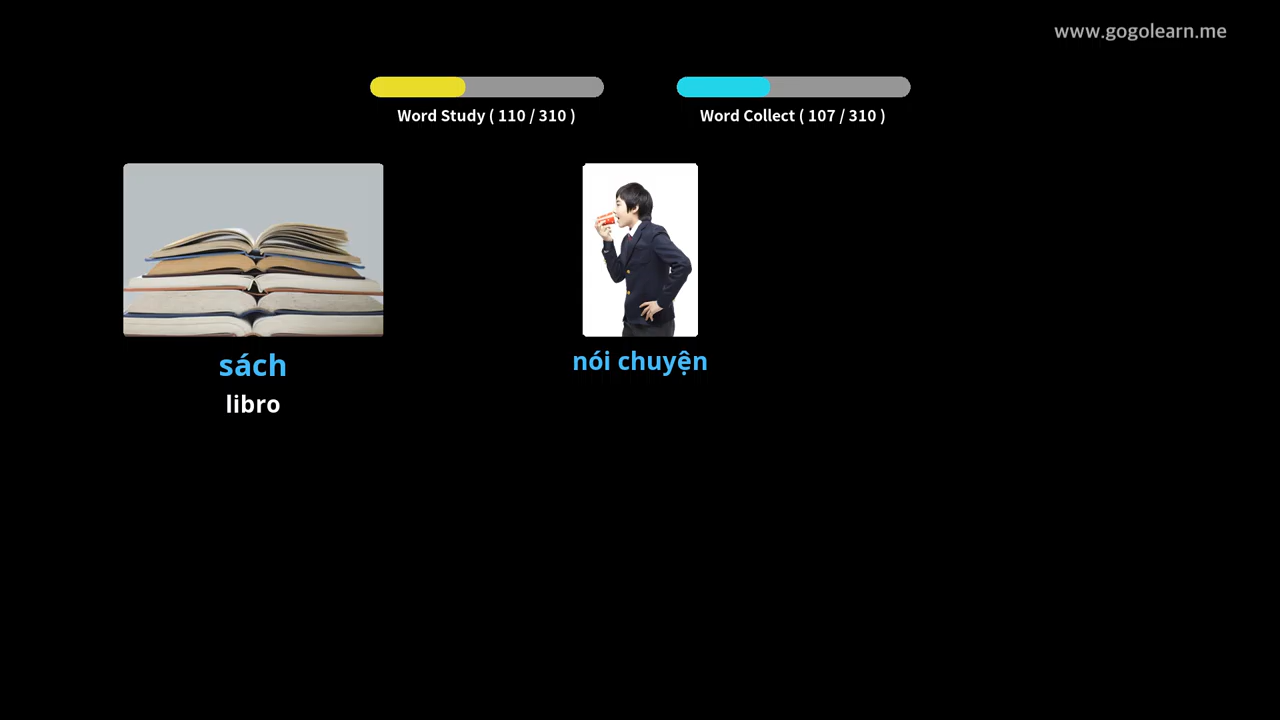 www.gogolearn.me
Word Study ( 110 / 310 )
Word Collect ( 107 / 310 )
sách
libro
nói chuyện